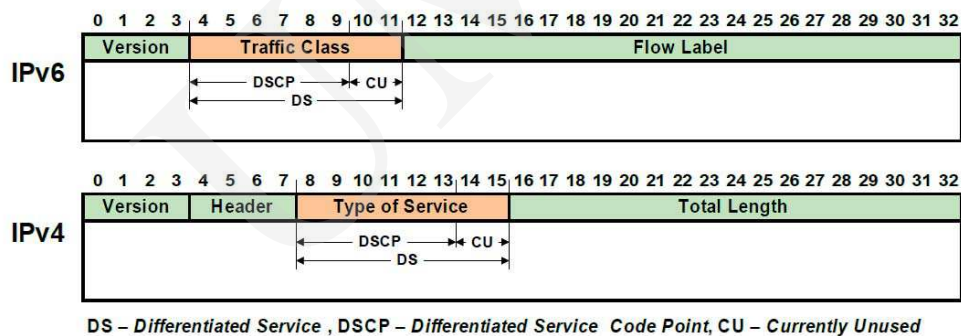 0 1 2 3 4 5 6 7 8 9 10 11 12 13 14 15 16 17 18 19 20 21 22 23 24 25 26 27 28 29 30 31 32
Version Traffic Class Flow Label
IPv6
DSCP CU
DS
0 1 2 3 4 5 6 7 8 9 10 11 12 13 14 15 16 17 18 19 20 21 22 23 24 25 26 27 28 29 30 31 32
Version Header Type of Service Total Length
IPv4
DSCP CU
DS
DS – Differentiated Service , DSCP – Differentiated Service Code Point, CU – Currently Unused